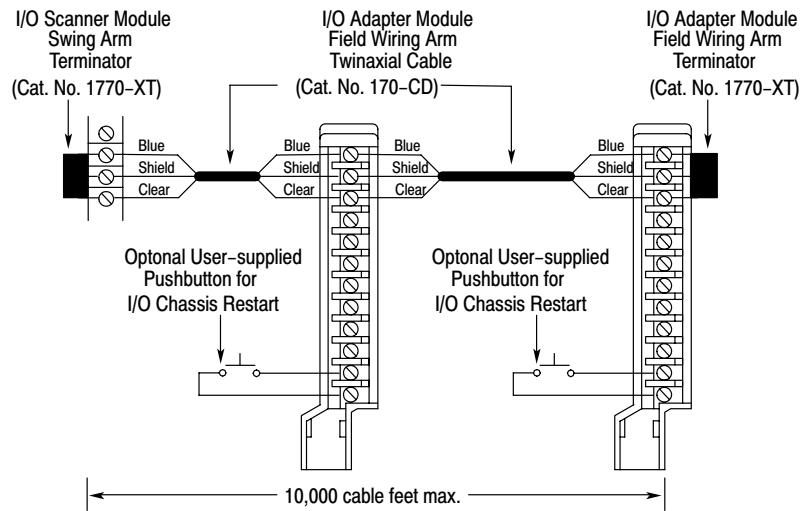 I/O Scanner Module
Swing Arm
Terminator
(Cat. No. 1770–XT)
I/O Adapter Module
Field Wiring Arm
Twinaxial Cable
(Cat. No. 170–CD)
I/O Adapter Module
Field Wiring Arm
Terminator
(Cat. No. 1770–XT)
Blue
Shield
Clear
Blue
Shield
Clear
Blue
Shield
Clear
Blue
Shield
Clear
Optonal User–supplied
Pushbutton for
I/O Chassis Restart
Optonal User–supplied
Pushbutton for
I/O Chassis Restart
10,000 cable feet max.